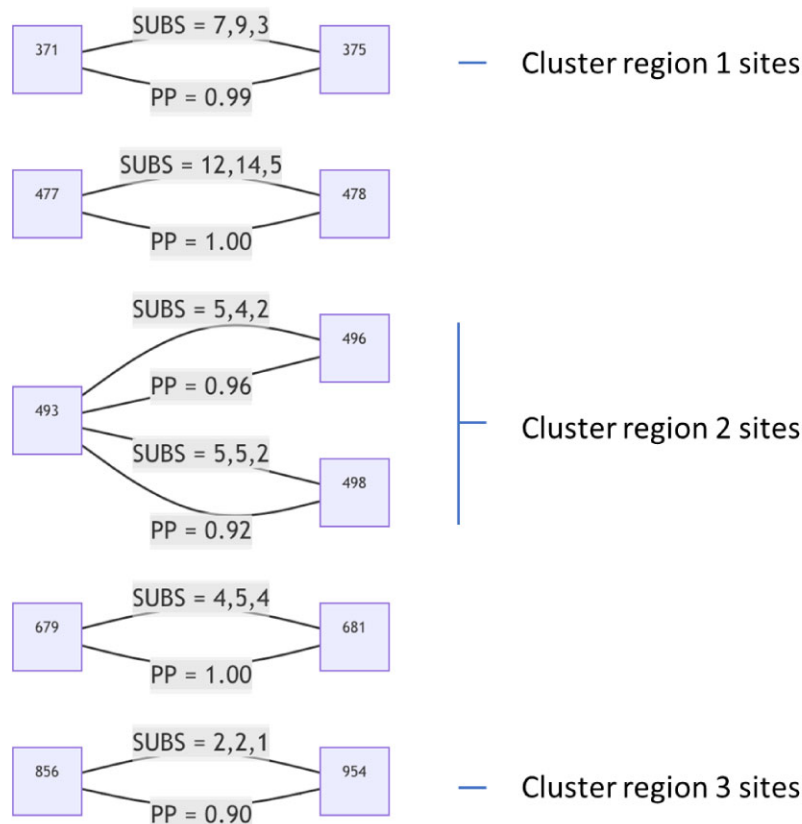 SUBS = 7,9,3
371
375
PP = 0.99
Cluster region 1 sites
SUBS = 12,14,5
477
478
PP = 1.00
SUBS = 5,4,2
496
PP = 0.96
493
SUBS = 5,5,2
498
PP = 0.92
Cluster region 2 sites
SUBS = 4,5,4
679
681
PP = 1.00
SUBS = 2,2,1
856
954
PP = 0.90
Cluster region 3 sites